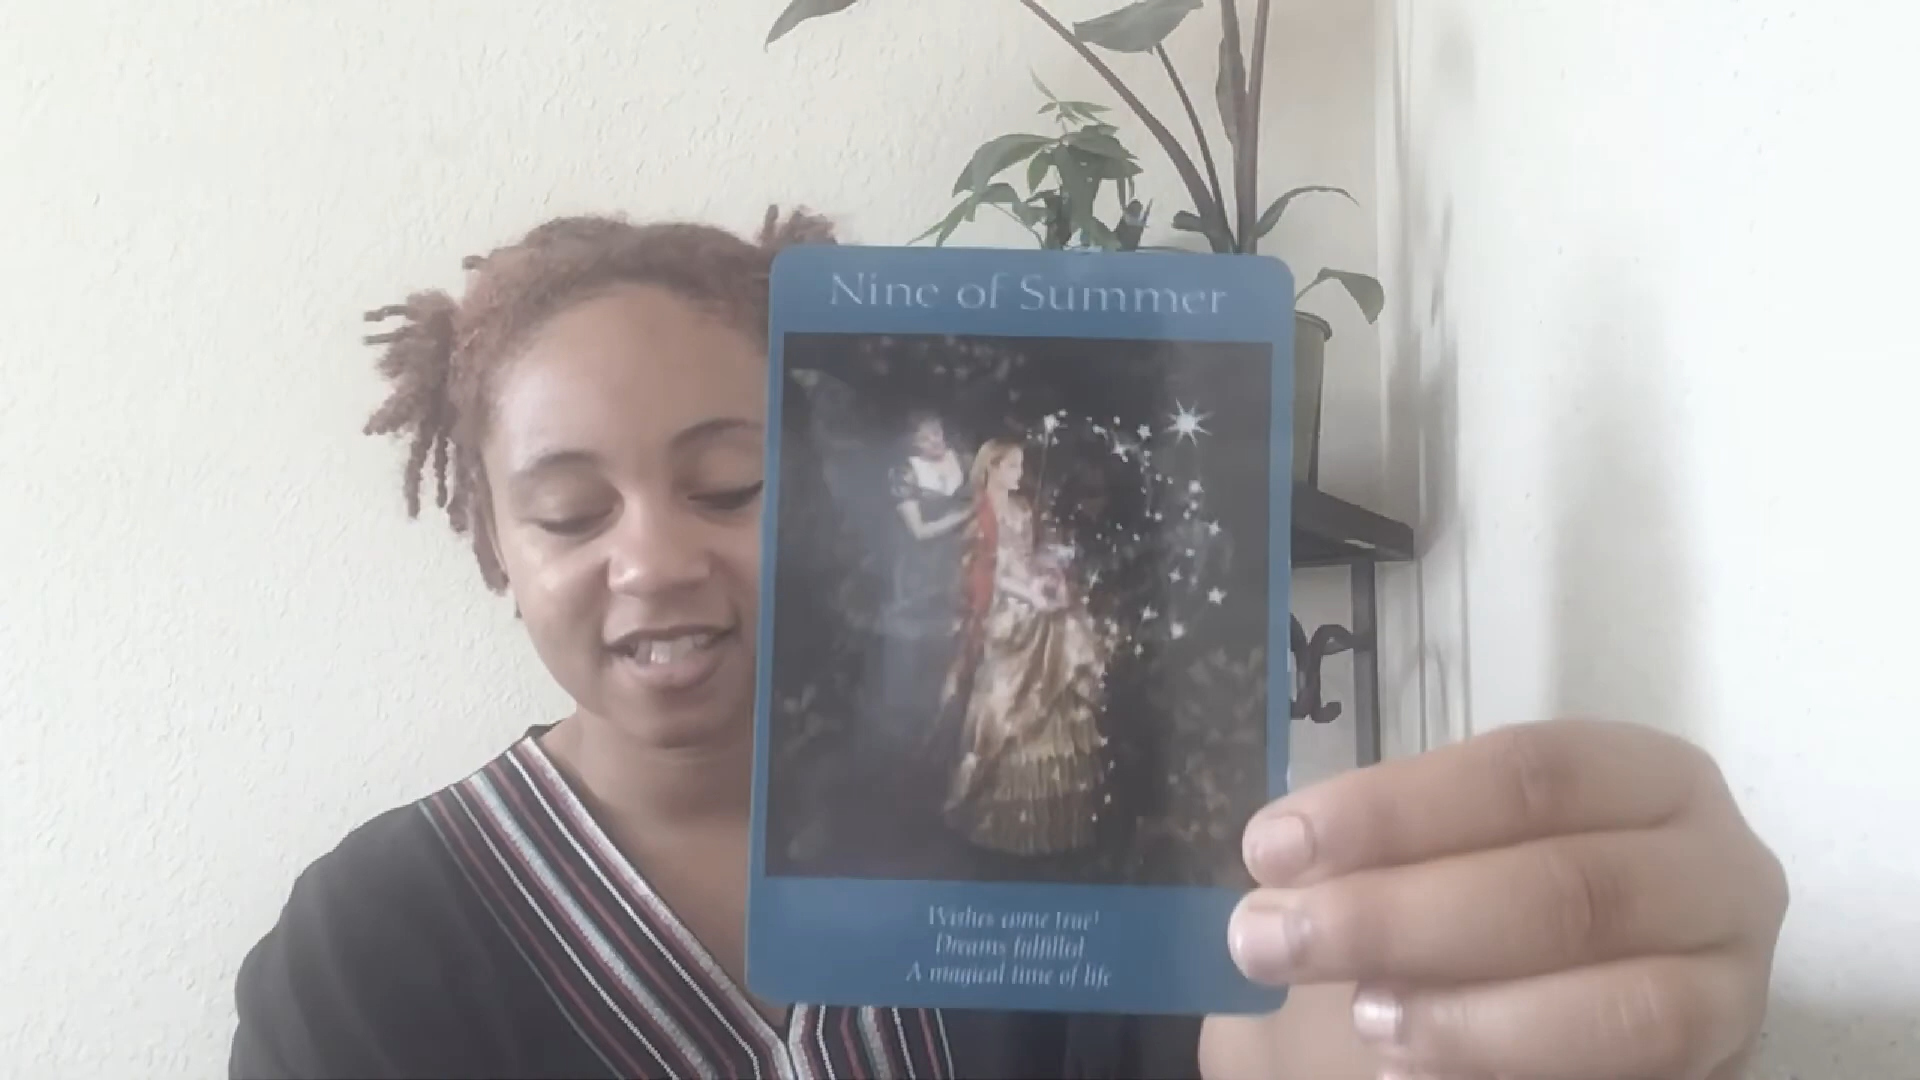 Nine of Summer
Wishes come true!
Dreams fulfilled
A magical time of life